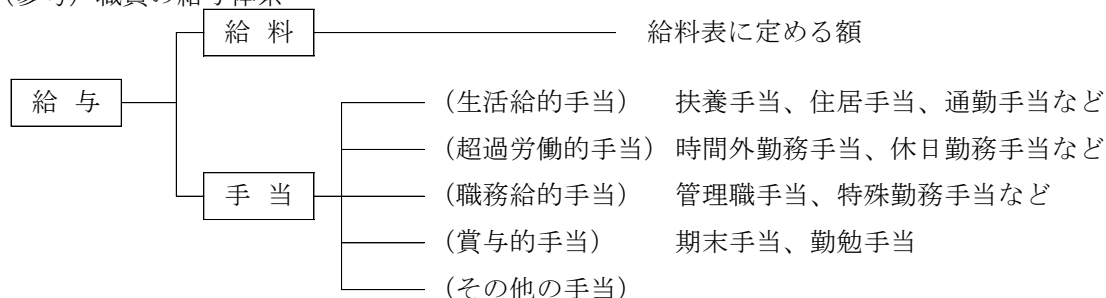 (参考)職員の給与体系
給 料 給料表に定める額
給 与
(生活給的手当) 扶養手当、住居手当、通勤手当など
(超過労働的手当) 時間外勤務手当、休日勤務手当など
手 当 (職務給的手当) 管理職手当、特殊勤務手当など
(賞与的手当) 期末手当、勤勉手当
(その他の手当)